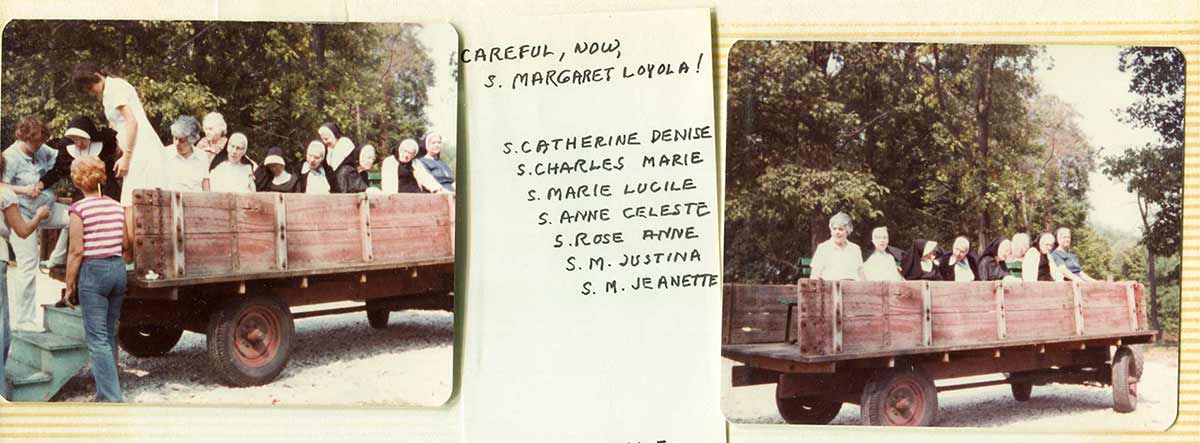 CAREFUL, NOW,
S. MARGARET LOYOLA!
S. CATHERINE DENISE
S. CHARLES MARIE
S. MARIE LUCILE
S. ANNE CELESTE
S. ROSE ANNE
S. M. JUSTINA
S. M. JEANETTE